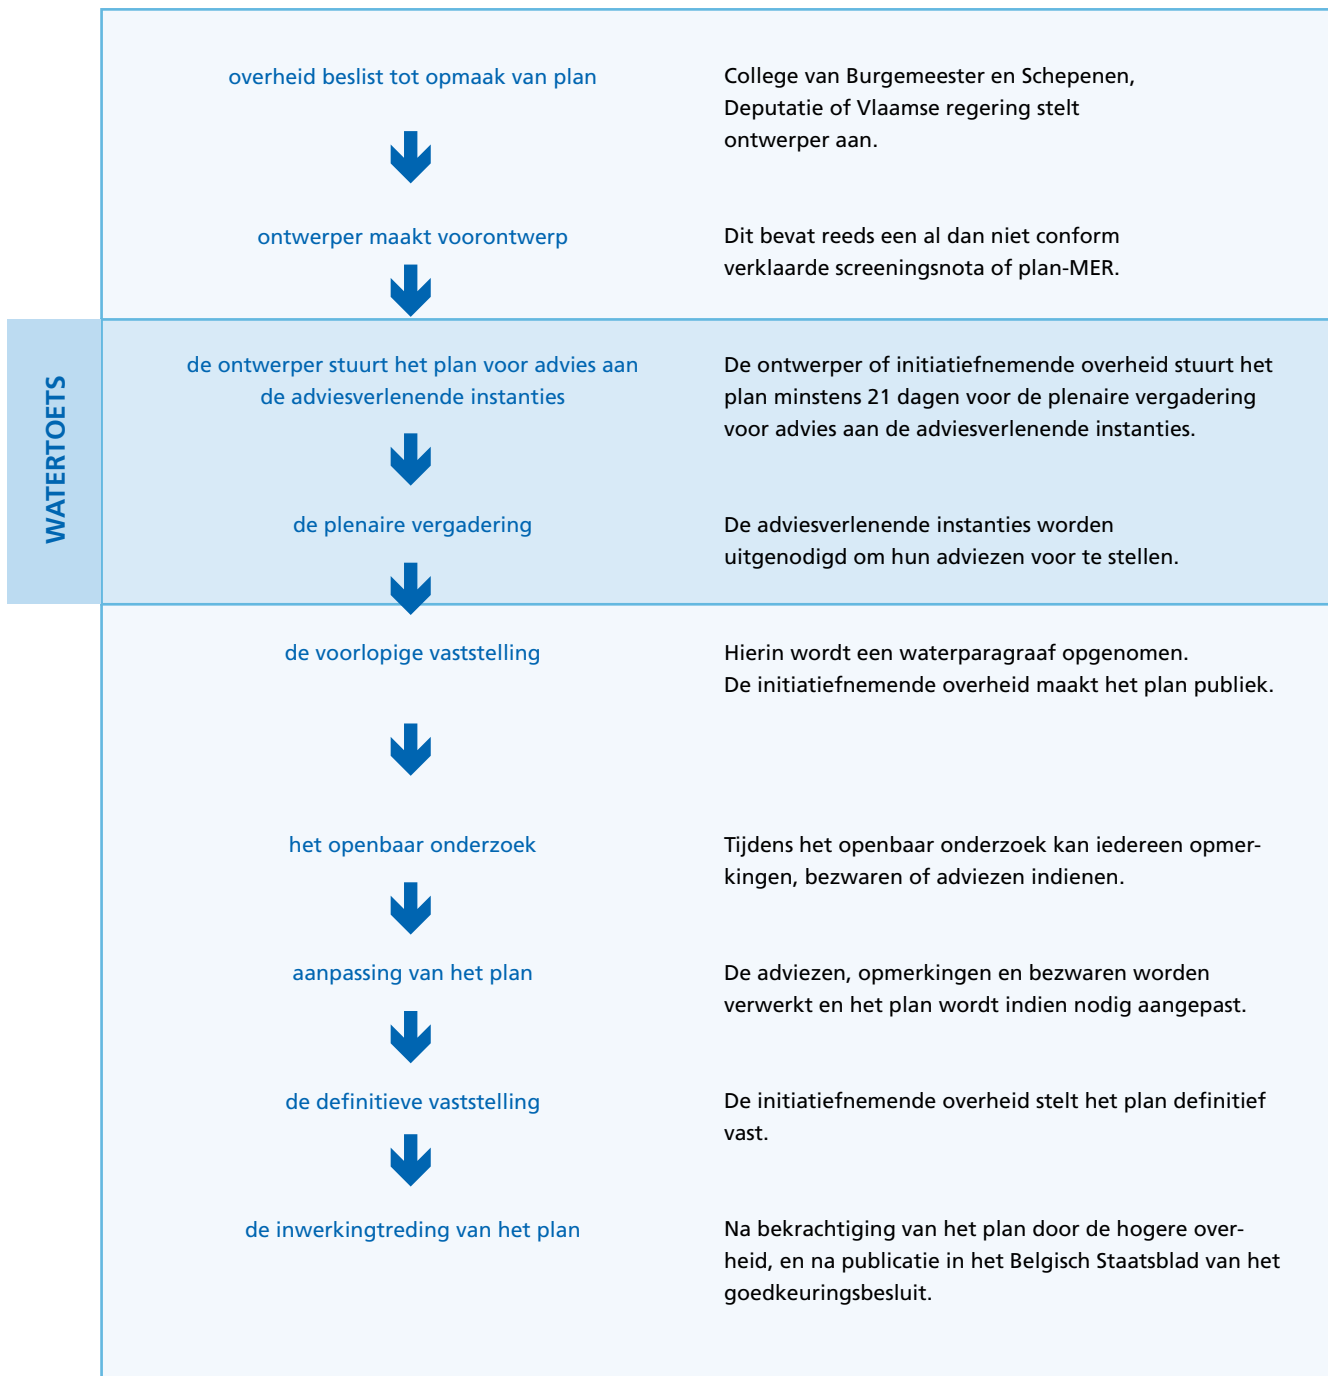 overheid beslist tot opmaak van plan
College van Burgemeester en Schepenen,
Deputatie of Vlaamse regering stelt
ontwerper aan.
ontwerper maakt voorontwerp
Dit bevat reeds een al dan niet conform
verklaarde screeningsnota of plan-MER.
WATERTOETS
de ontwerper stuurt het plan voor advies aan
de adviesverlenende instanties
De ontwerper of initiatiefnemende overheid stuurt het
plan minstens 21 dagen voor de plenaire vergadering
voor advies aan de adviesverlenende instanties.
de plenaire vergadering
De adviesverlenende instanties worden
uitgenodigd om hun adviezen voor te stellen.
de voorlopige vaststelling
Hierin wordt een waterparagraaf opgenomen.
De initiatiefnemende overheid maakt het plan publiek.
het openbaar onderzoek
Tijdens het openbaar onderzoek kan iedereen opmer-
kingen, bezwaren of adviezen indienen.
aanpassing van het plan
De adviezen, opmerkingen en bezwaren worden
verwerkt en het plan wordt indien nodig aangepast.
de definitieve vaststelling
De initiatiefnemende overheid stelt het plan definitief
vast.
de inwerkingtreding van het plan
Na bekrachtiging van het plan door de hogere over-
heid, en na publicatie in het Belgisch Staatsblad van het
goedkeuringsbesluit.